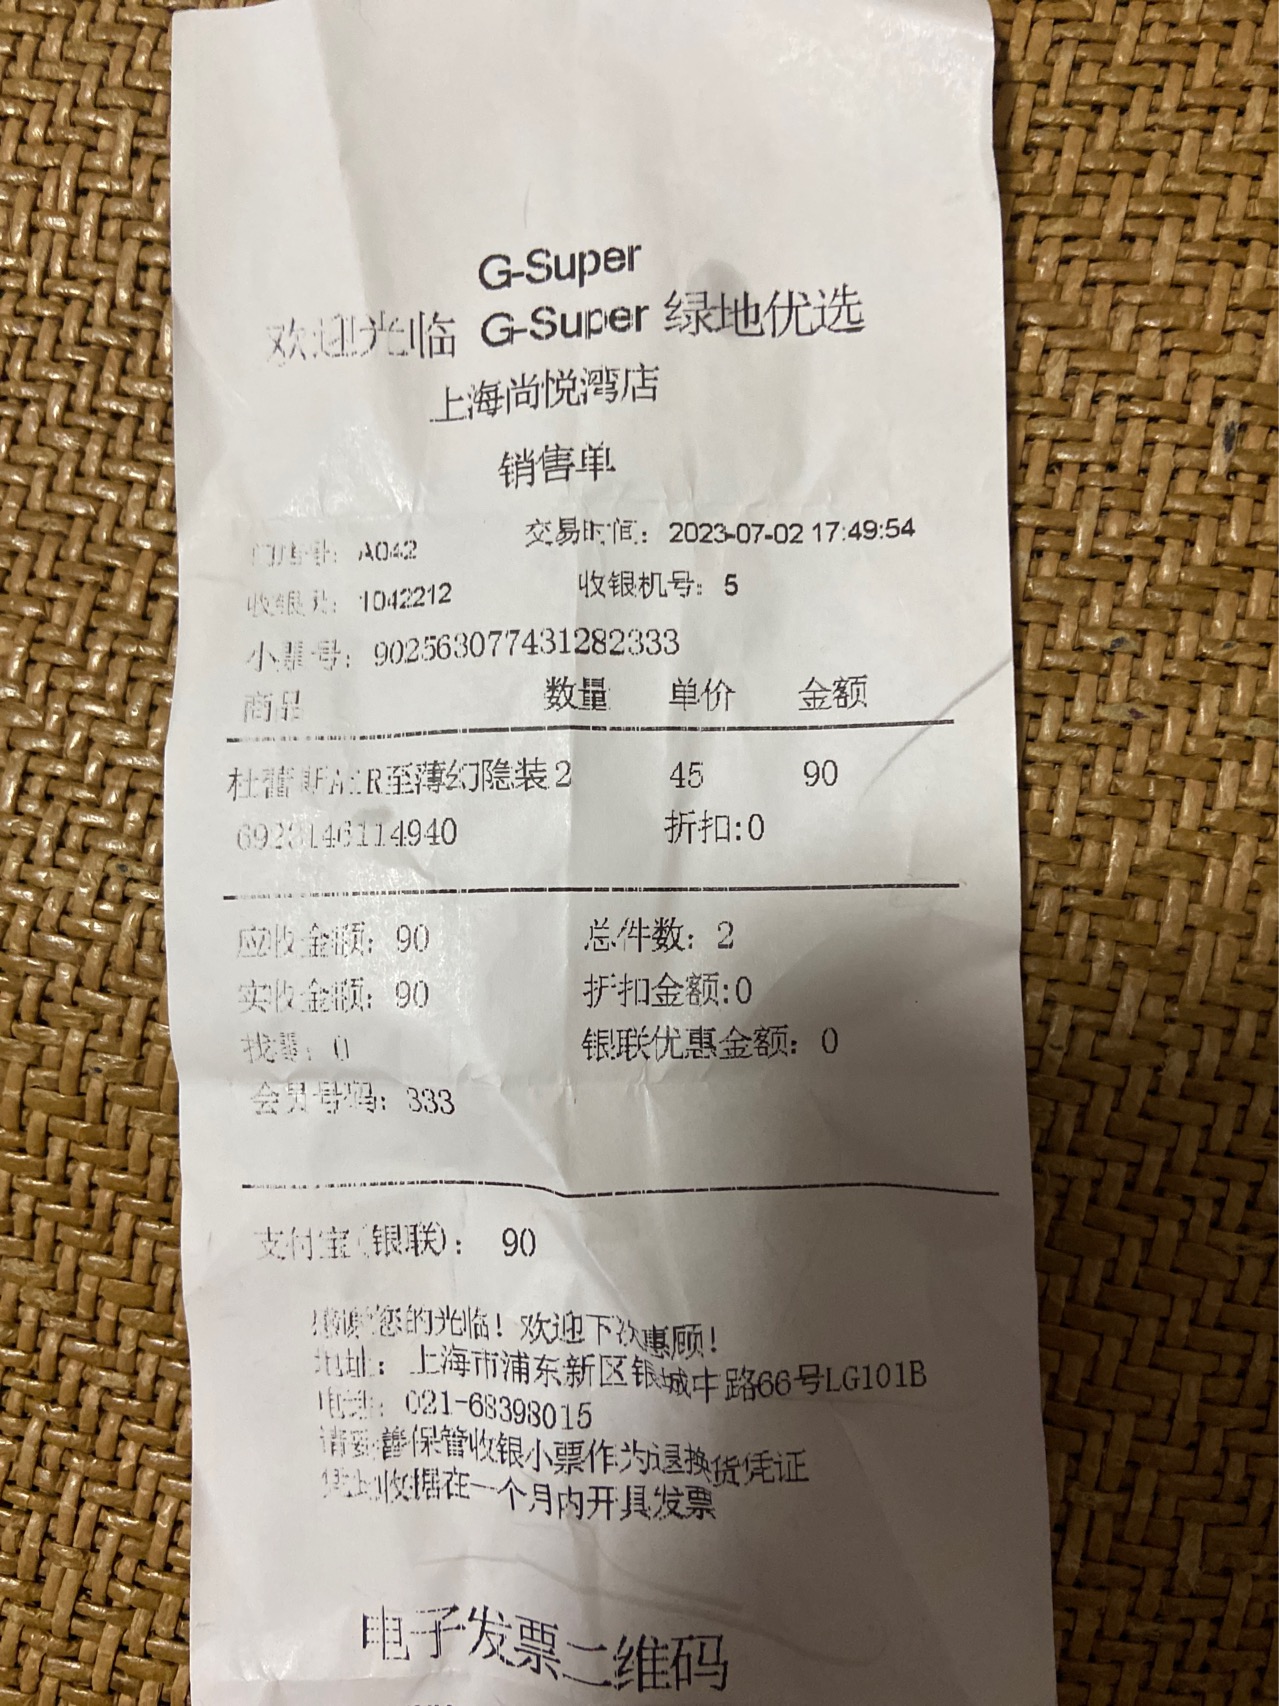 G-Super
欢迎光临 G-Super 绿地优选
上海尚悦湾店
销售单
门店号：A042 交易时间：2023-07-02 17:49:54
收银员：1042212 收银机号：5
小票号：902563077431282333
商品 数量 单价 金额
杜蕾斯AiR至薄幻隐装2 45 90
6923146114940 折扣:0
应收金额：90 总件数：2
实收金额：90 折扣金额:0
找零：0 银联优惠金额：0
会员号码：333
支付宝(银联)：90
感谢您的光临！欢迎下次惠顾！
地址：上海市浦东新区银城中路66号LG101B
电话：021-68398015
请妥善保管收银小票作为退换货凭证
凭此收据在一个月内开具发票
电子发票二维码